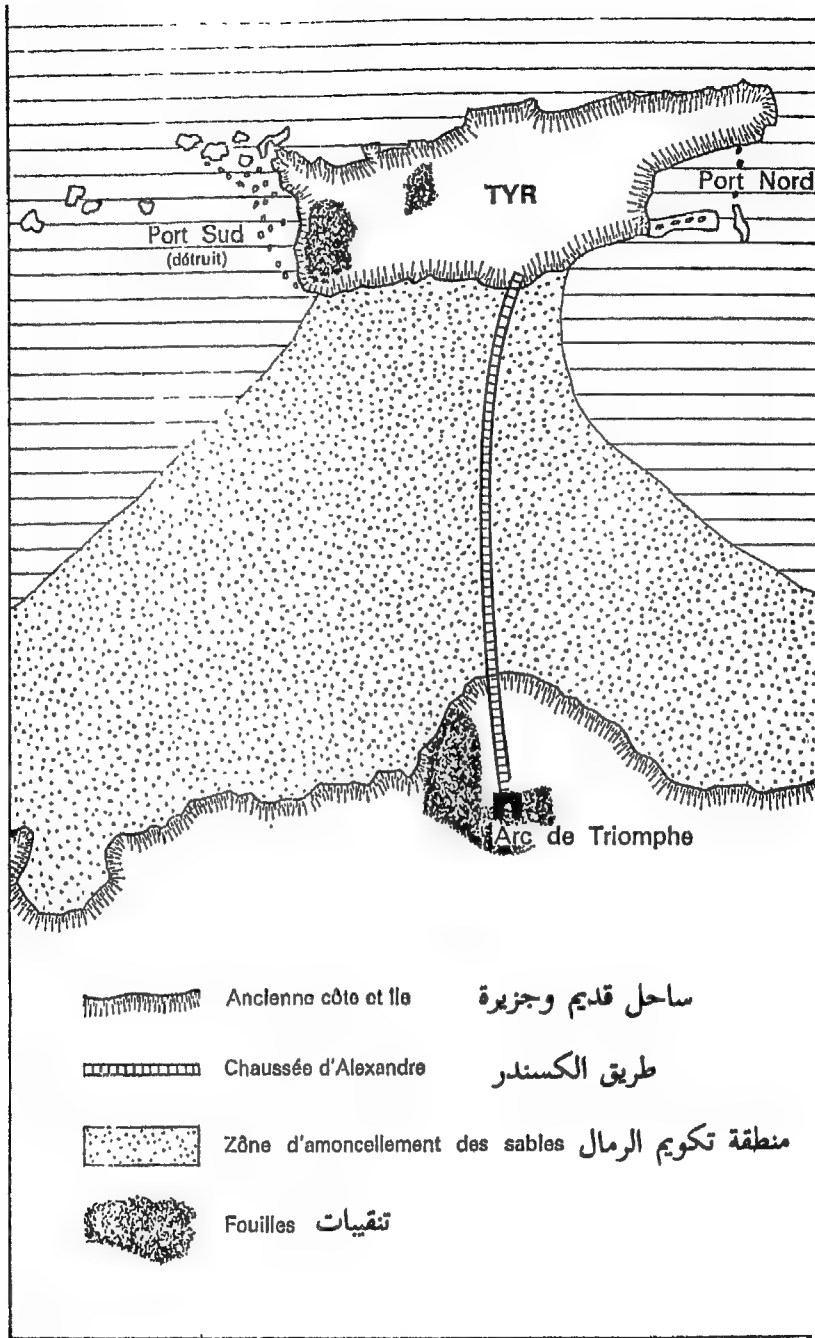 TYR
Port Nord
Port Sud
(détruit)
Arc de Triomphe
Ancienne côte et île ساحل قديم وجزيرة
Chaussée d'Alexandre طريق الكسندر
Zône d'amoncellement des sables منطقة تكويم الرمال
Fouilles تنقيبات